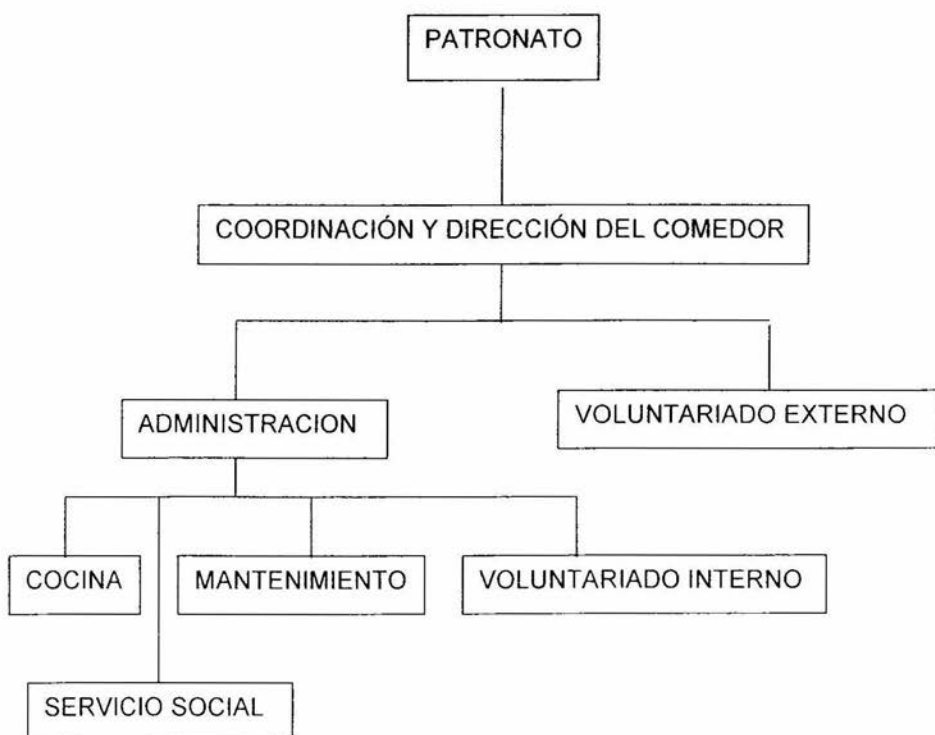 PATRONATO
COORDINACIÓN Y DIRECCIÓN DEL COMEDOR
ADMINISTRACION
VOLUNTARIADO EXTERNO
COCINA
MANTENIMIENTO
VOLUNTARIADO INTERNO
SERVICIO SOCIAL